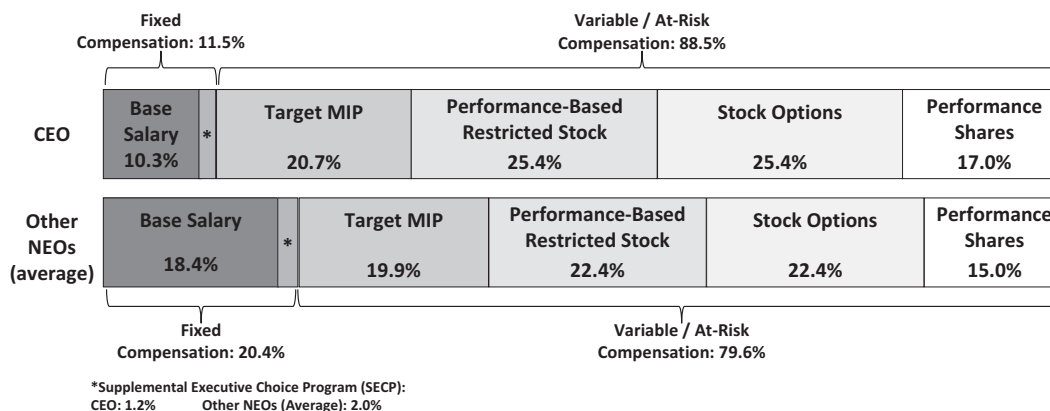 Fixed
Compensation: 11.5%
Variable / At-Risk
Compensation: 88.5%
CEO
Base
Salary
10.3%
*
Target MIP
20.7%
Performance-Based
Restricted Stock
25.4%
Stock Options
25.4%
Performance
Shares
17.0%
Other
NEOs
(average)
Base Salary
18.4%
*
Target MIP
19.9%
Performance-Based
Restricted Stock
22.4%
Stock Options
22.4%
Performance
Shares
15.0%
Fixed
Compensation: 20.4%
Variable / At-Risk
Compensation: 79.6%
*Supplemental Executive Choice Program (SECP):
CEO: 1.2% Other NEOs (Average): 2.0%